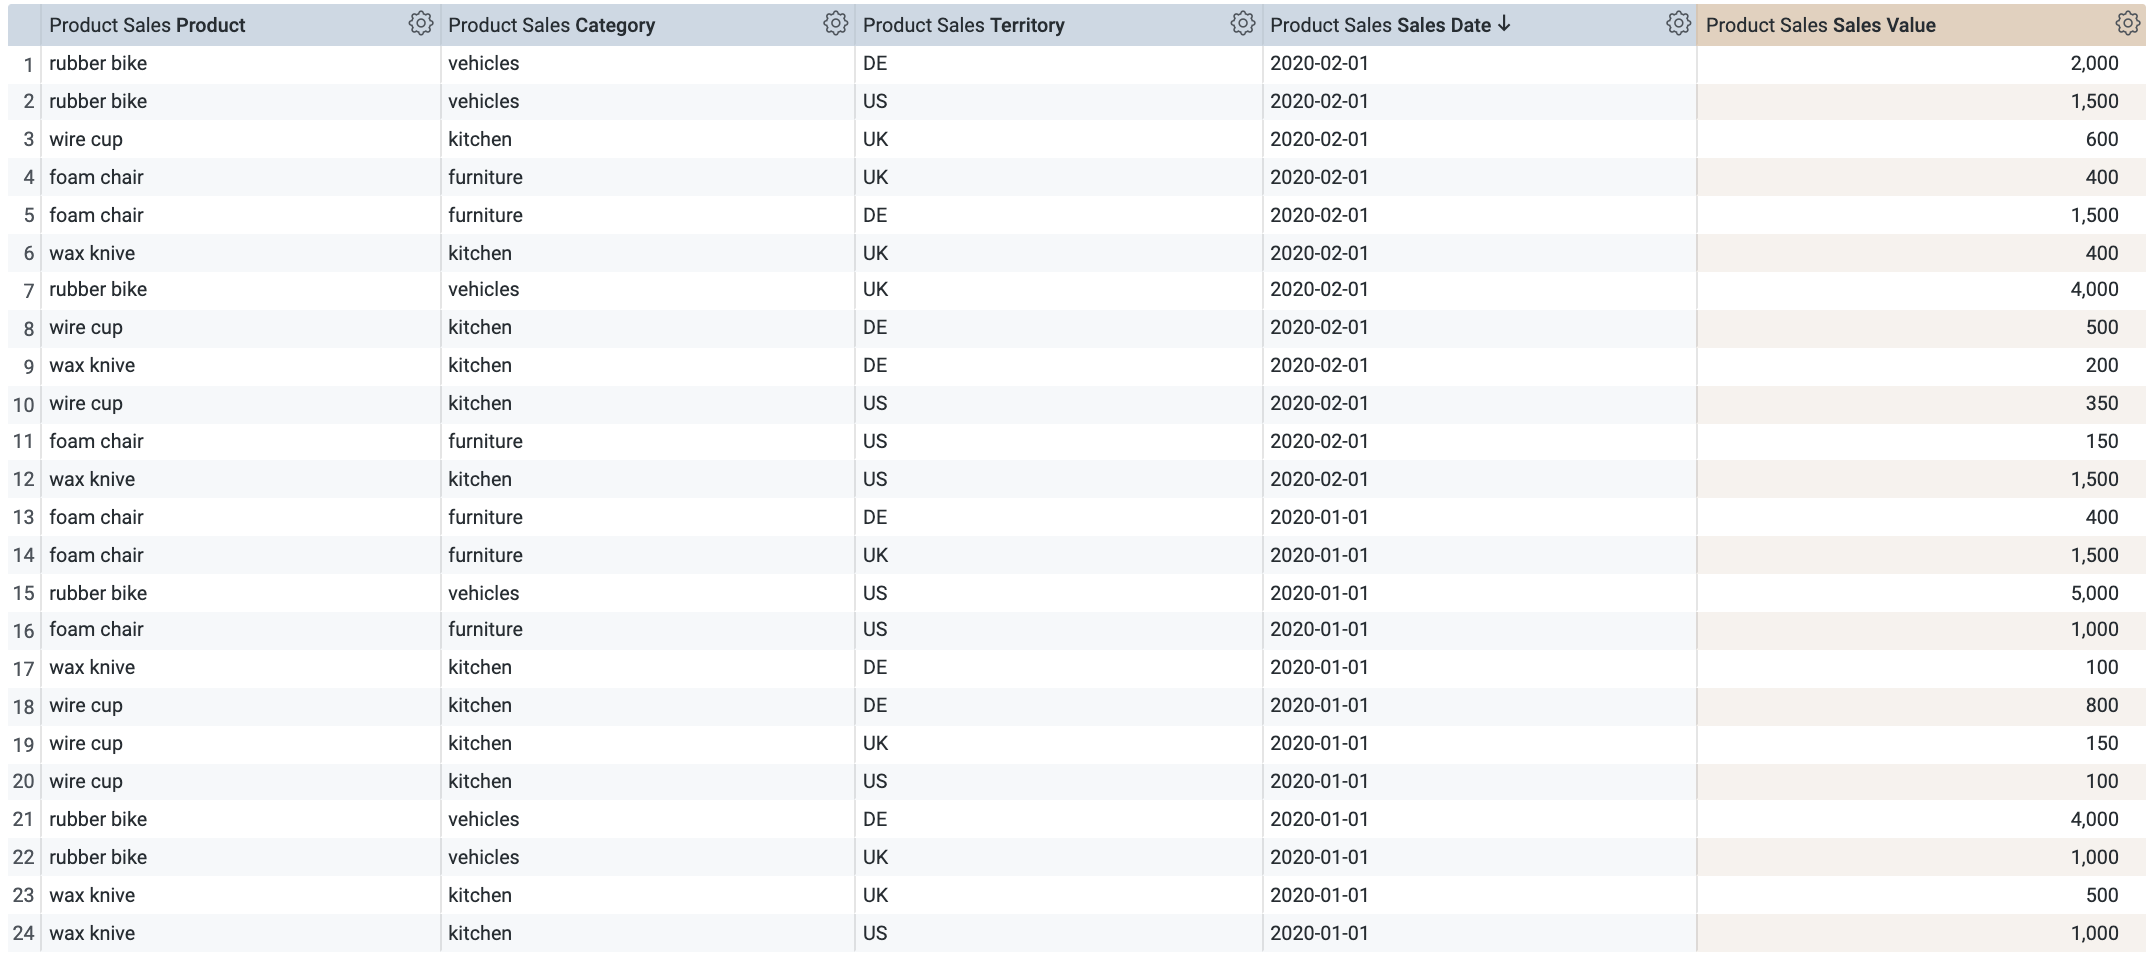 Product Sales Product Product Sales Category Product Sales Territory Product Sales Sales Date ↓ Product Sales Sales Value
1 rubber bike vehicles DE 2020-02-01 2,000
2 rubber bike vehicles US 2020-02-01 1,500
3 wire cup kitchen UK 2020-02-01 600
4 foam chair furniture UK 2020-02-01 400
5 foam chair furniture DE 2020-02-01 1,500
6 wax knive kitchen UK 2020-02-01 400
7 rubber bike vehicles UK 2020-02-01 4,000
8 wire cup kitchen DE 2020-02-01 500
9 wax knive kitchen DE 2020-02-01 200
10 wire cup kitchen US 2020-02-01 350
11 foam chair furniture US 2020-02-01 150
12 wax knive kitchen US 2020-02-01 1,500
13 foam chair furniture DE 2020-01-01 400
14 foam chair furniture UK 2020-01-01 1,500
15 rubber bike vehicles US 2020-01-01 5,000
16 foam chair furniture US 2020-01-01 1,000
17 wax knive kitchen DE 2020-01-01 100
18 wire cup kitchen DE 2020-01-01 800
19 wire cup kitchen UK 2020-01-01 150
20 wire cup kitchen US 2020-01-01 100
21 rubber bike vehicles DE 2020-01-01 4,000
22 rubber bike vehicles UK 2020-01-01 1,000
23 wax knive kitchen UK 2020-01-01 500
24 wax knive kitchen US 2020-01-01 1,000